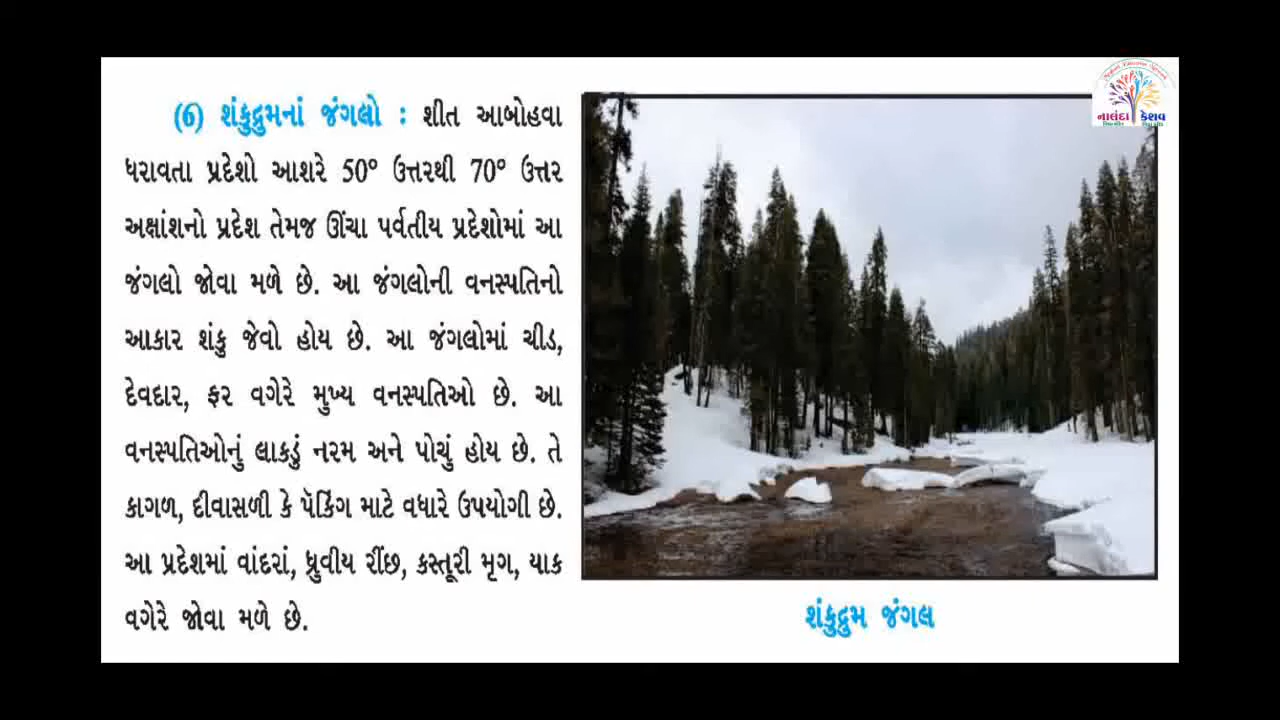 (6) શંકુદ્રુમનાં જંગલો : શીત આબોહવા
ધરાવતા પ્રદેશો આશરે 50° ઉત્તરથી 70° ઉત્તર
અક્ષાંશનો પ્રદેશ તેમજ ઊંચા પર્વતીય પ્રદેશોમાં આ
જંગલો જોવા મળે છે. આ જંગલોની વનસ્પતિનો
આકાર શંકુ જેવો હોય છે. આ જંગલોમાં ચીડ,
દેવદાર, ફર વગેરે મુખ્ય વનસ્પતિઓ છે. આ
વનસ્પતિઓનું લાકડું નરમ અને પોચું હોય છે. તે
કાગળ, દીવાસળી કે પૅકિંગ માટે વધારે ઉપયોગી છે.
આ પ્રદેશમાં વાંદરાં, ધ્રુવીય રીંછ, કસ્તૂરી મૃગ, યાક
વગેરે જોવા મળે છે.
શંકુદ્રુમ જંગલ
નાલંદા કેશવ